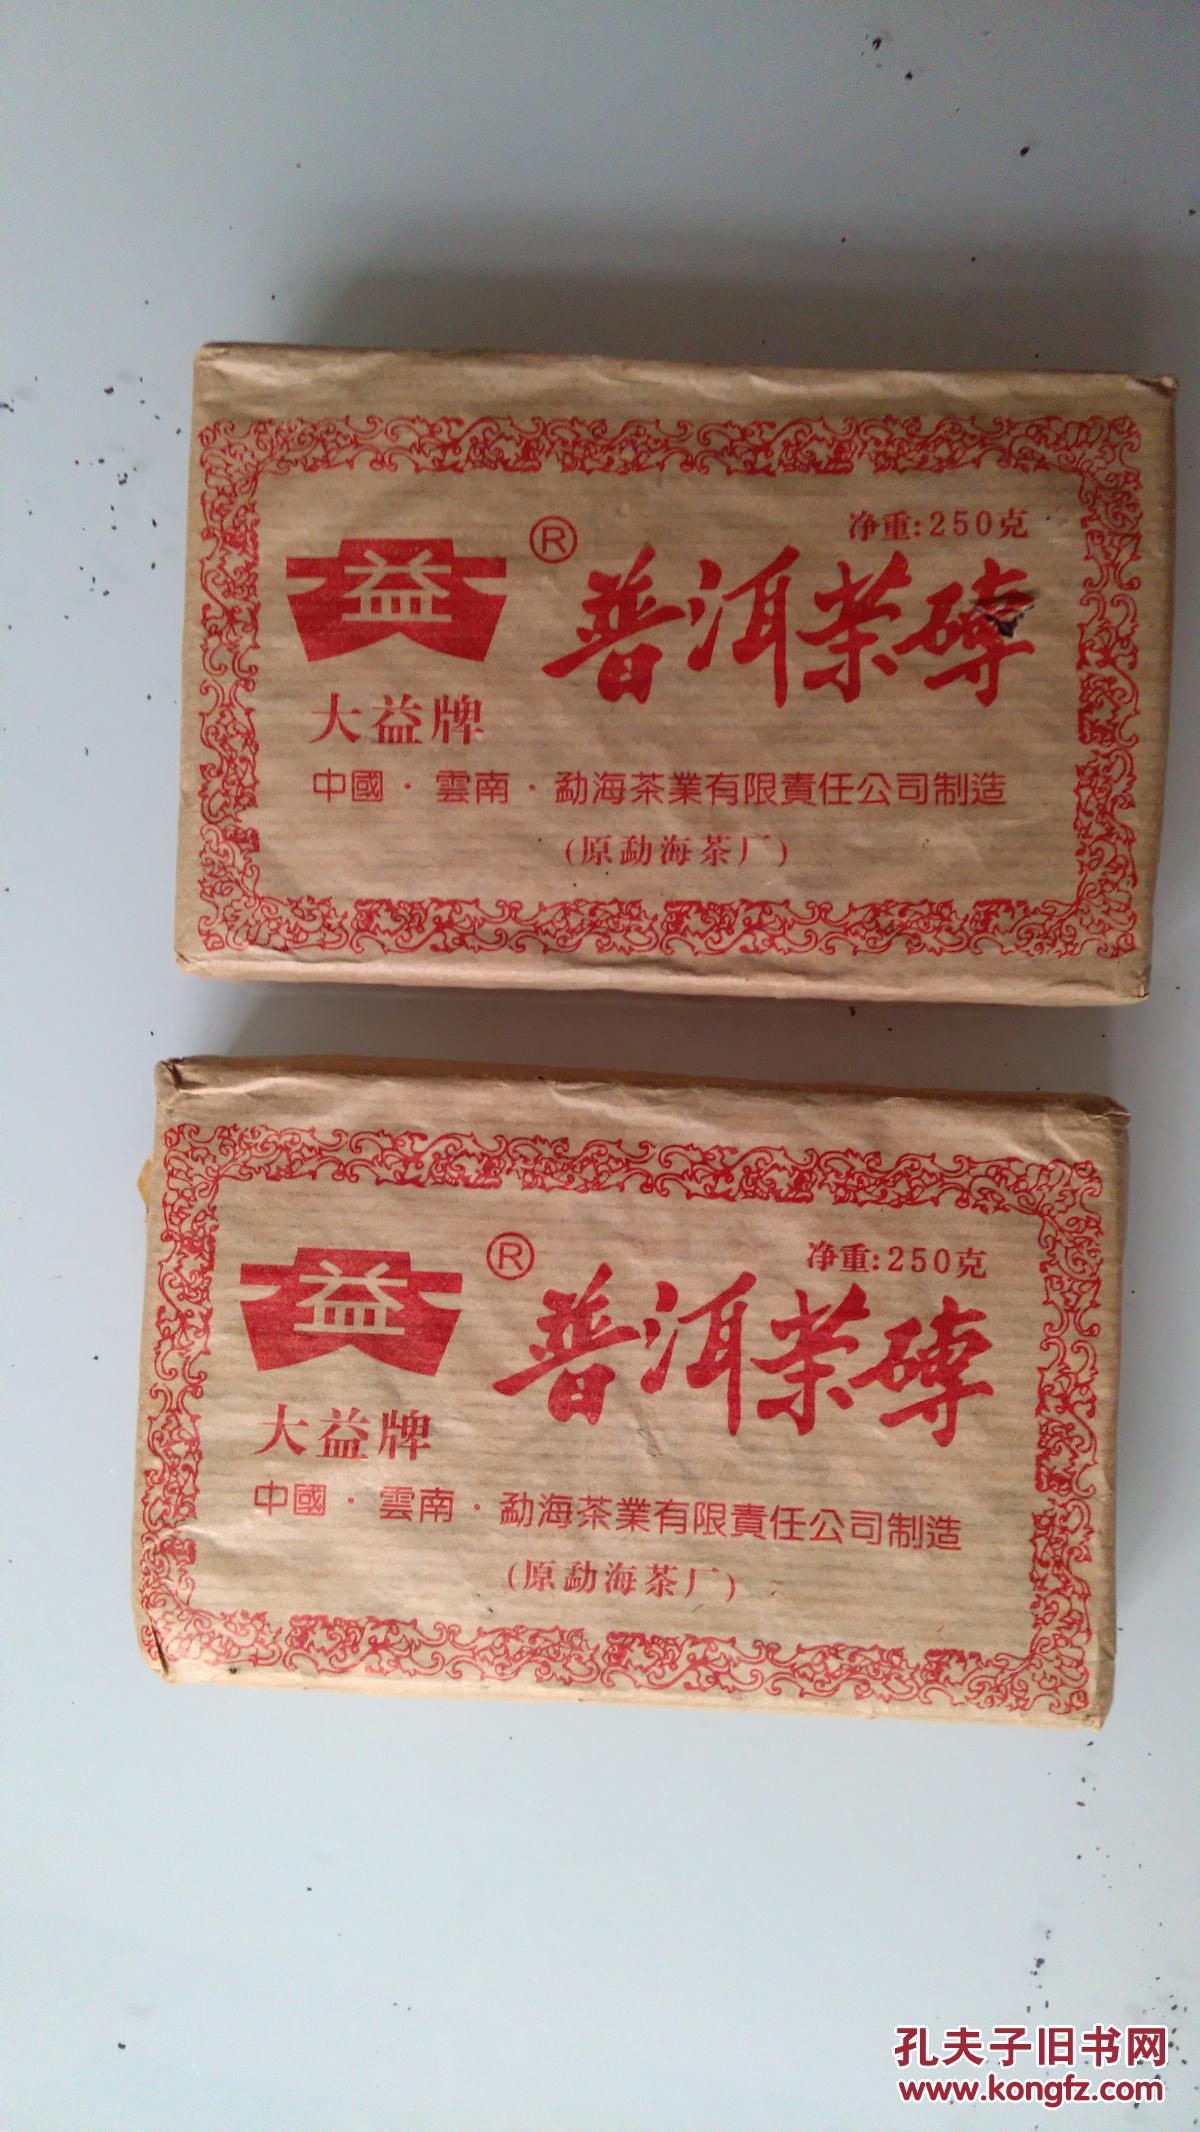 净重:250克
益®
普洱茶磚
大益牌
中國·雲南·勐海茶業有限責任公司制造
(原勐海茶厂)
净重:250克
益®
普洱茶磚
大益牌
中國·雲南·勐海茶業有限責任公司制造
(原勐海茶厂)
孔夫子旧书网
www.kongfz.com